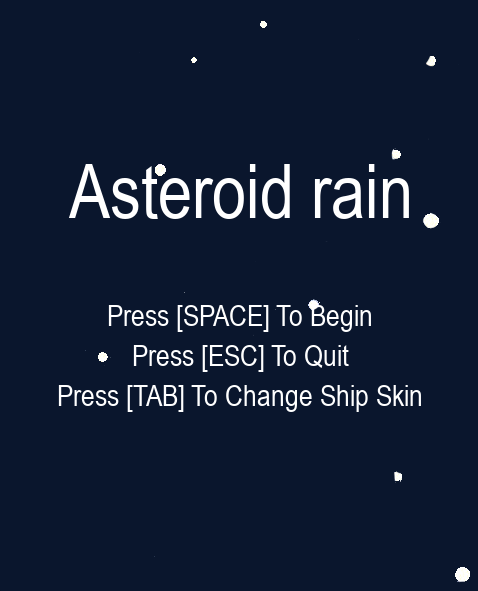 Asteroid rain
Press [SPACE] To Begin
Press [ESC] To Quit
Press [TAB] To Change Ship Skin